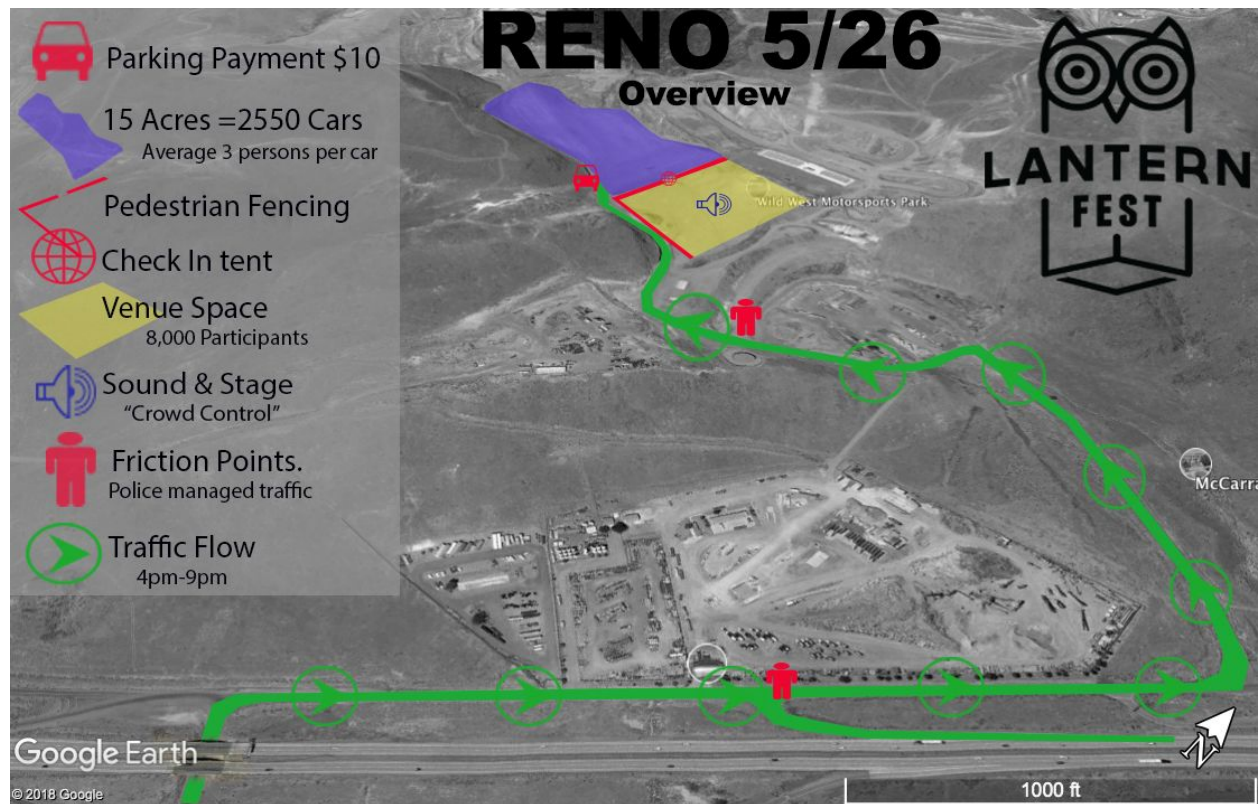 RENO 5/26
Overview
LANTERN
FEST
Parking Payment $10
15 Acres =2550 Cars
Average 3 persons per car
Pedestrian Fencing
Check In tent
Venue Space
8,000 Participants
Sound & Stage
“Crowd Control”
Friction Points.
Police managed traffic
Traffic Flow
4pm-9pm
Wild West Motorsports Park
McCarra
N
Google Earth
© 2018 Google
1000 ft